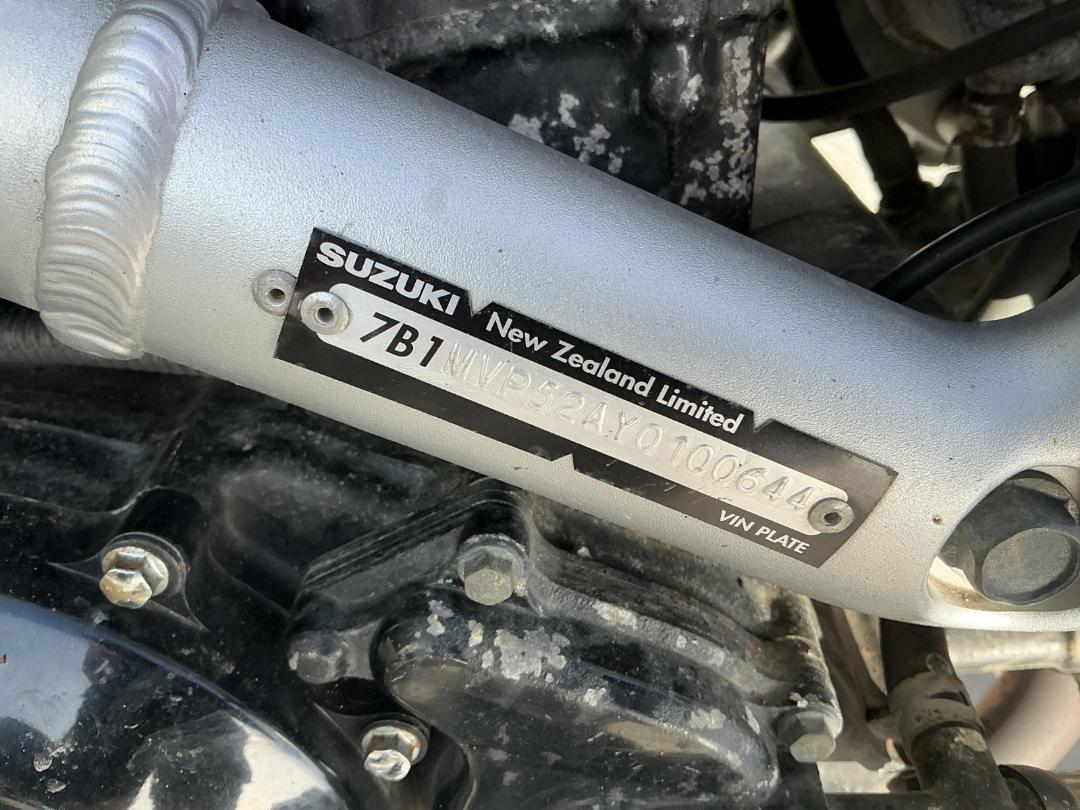 SUZUKI New Zealand Limited
7B1MVP52AY0100644
VIN PLATE